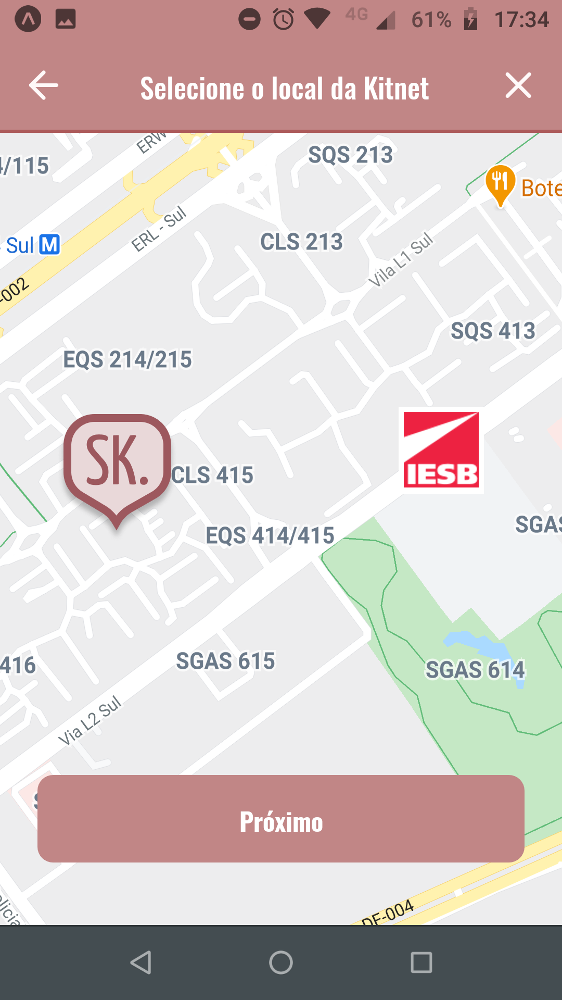 4G 61% 17:34
Selecione o local da Kitnet
ERW
SQS 213
4/115
Bote
ERL - Sul
CLS 213
Sul M
Vila L1 Sul
-002
SQS 413
EQS 214/215
SK.
IESB
CLS 415
SGAS
EQS 414/415
SGAS 615
416
SGAS 614
Via L2 Sul
S
Próximo
olicia
DF-004